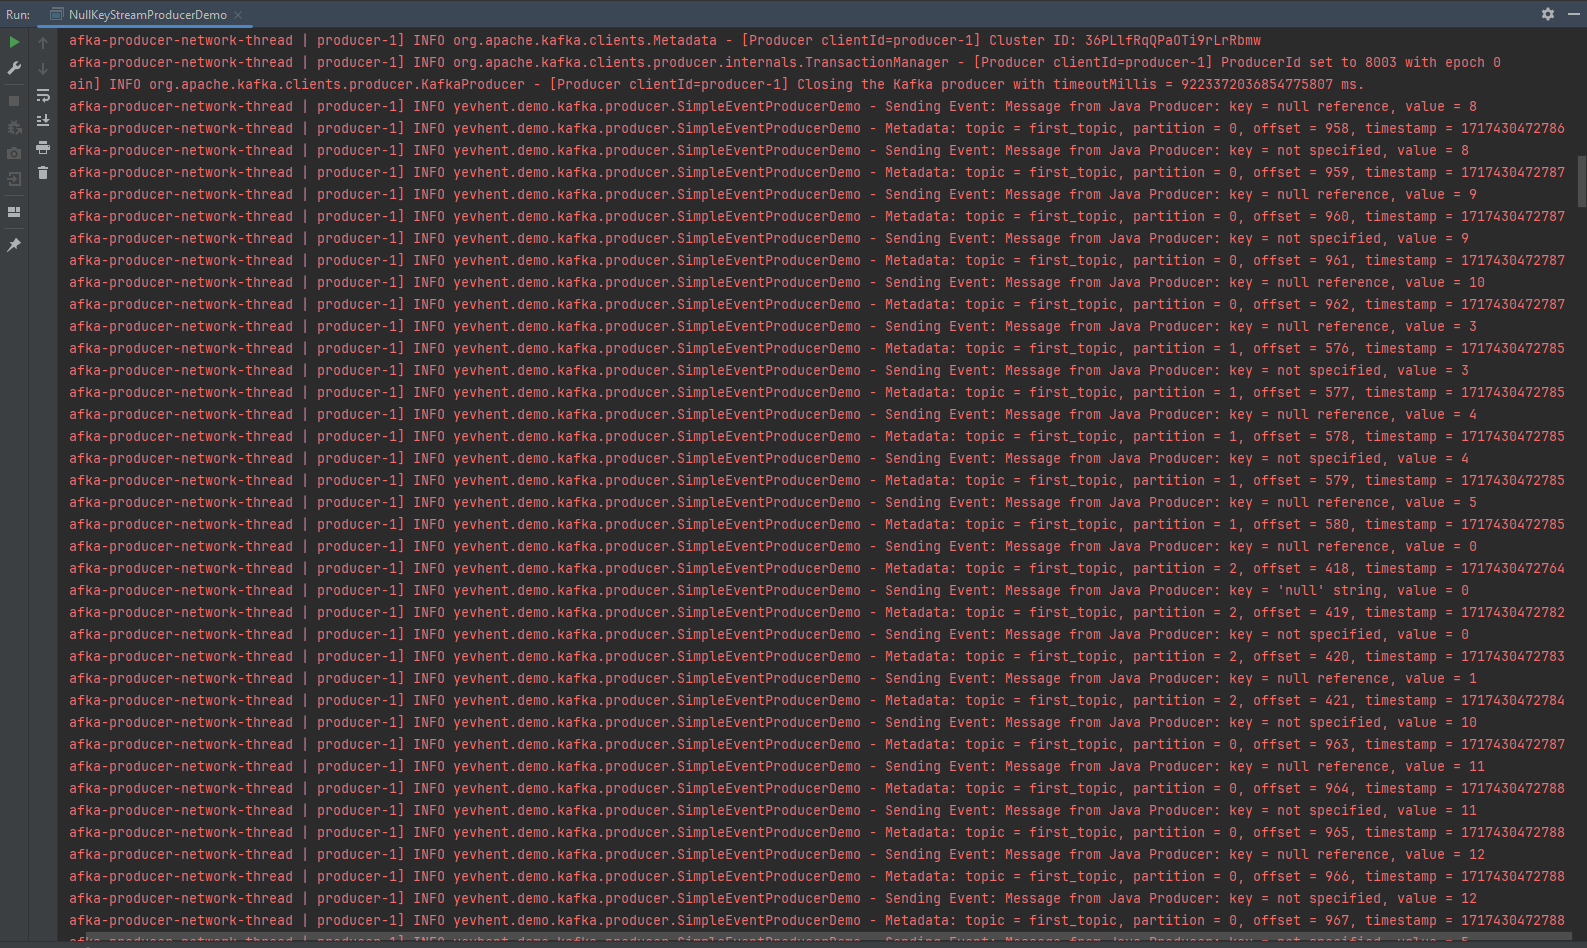 Run: NullKeyStreamProducerDemo
afka-producer-network-thread | producer-1] INFO org.apache.kafka.clients.Metadata - [Producer clientId=producer-1] Cluster ID: 36PLlfRqQPaOTi9rLrRbmw
afka-producer-network-thread | producer-1] INFO org.apache.kafka.clients.producer.internals.TransactionManager - [Producer clientId=producer-1] ProducerId set to 8003 with epoch 0
ain] INFO org.apache.kafka.clients.producer.KafkaProducer - [Producer clientId=producer-1] Closing the Kafka producer with timeoutMillis = 9223372036854775807 ms.
afka-producer-network-thread | producer-1] INFO yevhent.demo.kafka.producer.SimpleEventProducerDemo - Sending Event: Message from Java Producer: key = null reference, value = 8
afka-producer-network-thread | producer-1] INFO yevhent.demo.kafka.producer.SimpleEventProducerDemo - Metadata: topic = first_topic, partition = 0, offset = 958, timestamp = 1717430472786
afka-producer-network-thread | producer-1] INFO yevhent.demo.kafka.producer.SimpleEventProducerDemo - Sending Event: Message from Java Producer: key = not specified, value = 8
afka-producer-network-thread | producer-1] INFO yevhent.demo.kafka.producer.SimpleEventProducerDemo - Metadata: topic = first_topic, partition = 0, offset = 959, timestamp = 1717430472787
afka-producer-network-thread | producer-1] INFO yevhent.demo.kafka.producer.SimpleEventProducerDemo - Sending Event: Message from Java Producer: key = null reference, value = 9
afka-producer-network-thread | producer-1] INFO yevhent.demo.kafka.producer.SimpleEventProducerDemo - Metadata: topic = first_topic, partition = 0, offset = 960, timestamp = 1717430472787
afka-producer-network-thread | producer-1] INFO yevhent.demo.kafka.producer.SimpleEventProducerDemo - Sending Event: Message from Java Producer: key = not specified, value = 9
afka-producer-network-thread | producer-1] INFO yevhent.demo.kafka.producer.SimpleEventProducerDemo - Metadata: topic = first_topic, partition = 0, offset = 961, timestamp = 1717430472787
afka-producer-network-thread | producer-1] INFO yevhent.demo.kafka.producer.SimpleEventProducerDemo - Sending Event: Message from Java Producer: key = null reference, value = 10
afka-producer-network-thread | producer-1] INFO yevhent.demo.kafka.producer.SimpleEventProducerDemo - Metadata: topic = first_topic, partition = 0, offset = 962, timestamp = 1717430472787
afka-producer-network-thread | producer-1] INFO yevhent.demo.kafka.producer.SimpleEventProducerDemo - Sending Event: Message from Java Producer: key = null reference, value = 3
afka-producer-network-thread | producer-1] INFO yevhent.demo.kafka.producer.SimpleEventProducerDemo - Metadata: topic = first_topic, partition = 1, offset = 576, timestamp = 1717430472785
afka-producer-network-thread | producer-1] INFO yevhent.demo.kafka.producer.SimpleEventProducerDemo - Sending Event: Message from Java Producer: key = not specified, value = 3
afka-producer-network-thread | producer-1] INFO yevhent.demo.kafka.producer.SimpleEventProducerDemo - Metadata: topic = first_topic, partition = 1, offset = 577, timestamp = 1717430472785
afka-producer-network-thread | producer-1] INFO yevhent.demo.kafka.producer.SimpleEventProducerDemo - Sending Event: Message from Java Producer: key = null reference, value = 4
afka-producer-network-thread | producer-1] INFO yevhent.demo.kafka.producer.SimpleEventProducerDemo - Metadata: topic = first_topic, partition = 1, offset = 578, timestamp = 1717430472785
afka-producer-network-thread | producer-1] INFO yevhent.demo.kafka.producer.SimpleEventProducerDemo - Sending Event: Message from Java Producer: key = not specified, value = 4
afka-producer-network-thread | producer-1] INFO yevhent.demo.kafka.producer.SimpleEventProducerDemo - Metadata: topic = first_topic, partition = 1, offset = 579, timestamp = 1717430472785
afka-producer-network-thread | producer-1] INFO yevhent.demo.kafka.producer.SimpleEventProducerDemo - Sending Event: Message from Java Producer: key = null reference, value = 5
afka-producer-network-thread | producer-1] INFO yevhent.demo.kafka.producer.SimpleEventProducerDemo - Metadata: topic = first_topic, partition = 1, offset = 580, timestamp = 1717430472785
afka-producer-network-thread | producer-1] INFO yevhent.demo.kafka.producer.SimpleEventProducerDemo - Sending Event: Message from Java Producer: key = null reference, value = 0
afka-producer-network-thread | producer-1] INFO yevhent.demo.kafka.producer.SimpleEventProducerDemo - Metadata: topic = first_topic, partition = 2, offset = 418, timestamp = 1717430472764
afka-producer-network-thread | producer-1] INFO yevhent.demo.kafka.producer.SimpleEventProducerDemo - Sending Event: Message from Java Producer: key = 'null' string, value = 0
afka-producer-network-thread | producer-1] INFO yevhent.demo.kafka.producer.SimpleEventProducerDemo - Metadata: topic = first_topic, partition = 2, offset = 419, timestamp = 1717430472782
afka-producer-network-thread | producer-1] INFO yevhent.demo.kafka.producer.SimpleEventProducerDemo - Sending Event: Message from Java Producer: key = not specified, value = 0
afka-producer-network-thread | producer-1] INFO yevhent.demo.kafka.producer.SimpleEventProducerDemo - Metadata: topic = first_topic, partition = 2, offset = 420, timestamp = 1717430472783
afka-producer-network-thread | producer-1] INFO yevhent.demo.kafka.producer.SimpleEventProducerDemo - Sending Event: Message from Java Producer: key = null reference, value = 1
afka-producer-network-thread | producer-1] INFO yevhent.demo.kafka.producer.SimpleEventProducerDemo - Metadata: topic = first_topic, partition = 2, offset = 421, timestamp = 1717430472784
afka-producer-network-thread | producer-1] INFO yevhent.demo.kafka.producer.SimpleEventProducerDemo - Sending Event: Message from Java Producer: key = not specified, value = 10
afka-producer-network-thread | producer-1] INFO yevhent.demo.kafka.producer.SimpleEventProducerDemo - Metadata: topic = first_topic, partition = 0, offset = 963, timestamp = 1717430472787
afka-producer-network-thread | producer-1] INFO yevhent.demo.kafka.producer.SimpleEventProducerDemo - Sending Event: Message from Java Producer: key = null reference, value = 11
afka-producer-network-thread | producer-1] INFO yevhent.demo.kafka.producer.SimpleEventProducerDemo - Metadata: topic = first_topic, partition = 0, offset = 964, timestamp = 1717430472788
afka-producer-network-thread | producer-1] INFO yevhent.demo.kafka.producer.SimpleEventProducerDemo - Sending Event: Message from Java Producer: key = not specified, value = 11
afka-producer-network-thread | producer-1] INFO yevhent.demo.kafka.producer.SimpleEventProducerDemo - Metadata: topic = first_topic, partition = 0, offset = 965, timestamp = 1717430472788
afka-producer-network-thread | producer-1] INFO yevhent.demo.kafka.producer.SimpleEventProducerDemo - Sending Event: Message from Java Producer: key = null reference, value = 12
afka-producer-network-thread | producer-1] INFO yevhent.demo.kafka.producer.SimpleEventProducerDemo - Metadata: topic = first_topic, partition = 0, offset = 966, timestamp = 1717430472788
afka-producer-network-thread | producer-1] INFO yevhent.demo.kafka.producer.SimpleEventProducerDemo - Sending Event: Message from Java Producer: key = not specified, value = 12
afka-producer-network-thread | producer-1] INFO yevhent.demo.kafka.producer.SimpleEventProducerDemo - Metadata: topic = first_topic, partition = 0, offset = 967, timestamp = 1717430472788